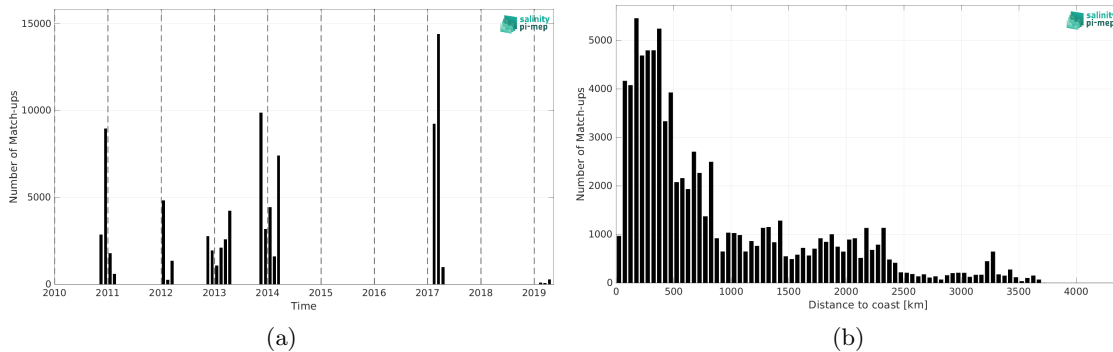 15000
10000
5000
0
Number of Match-ups
2010 2011 2012 2013 2014 2015 2016 2017 2018 2019
Time
salinity
pi-mep
(a)
5000
4000
3000
2000
1000
0
Number of Match-ups
0 500 1000 1500 2000 2500 3000 3500 4000
Distance to coast [km]
salinity
pi-mep
(b)